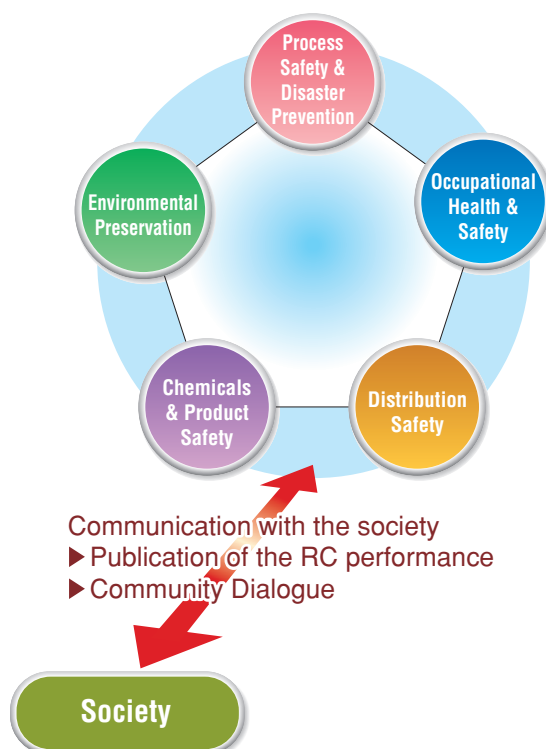 Process
Safety &
Disaster
Prevention
Environmental
Preservation
Occupational
Health &
Safety
Chemicals
& Product
Safety
Distribution
Safety
Communication with the society
▶Publication of the RC performance
▶Community Dialogue
Society